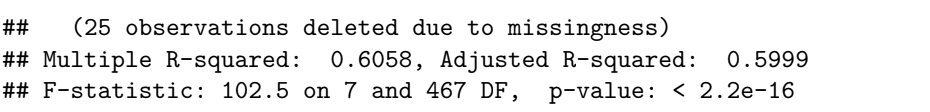 ##   (25 observations deleted due to missingness)
## Multiple R-squared:  0.6058, Adjusted R-squared:  0.5999
## F-statistic: 102.5 on 7 and 467 DF,  p-value: < 2.2e-16